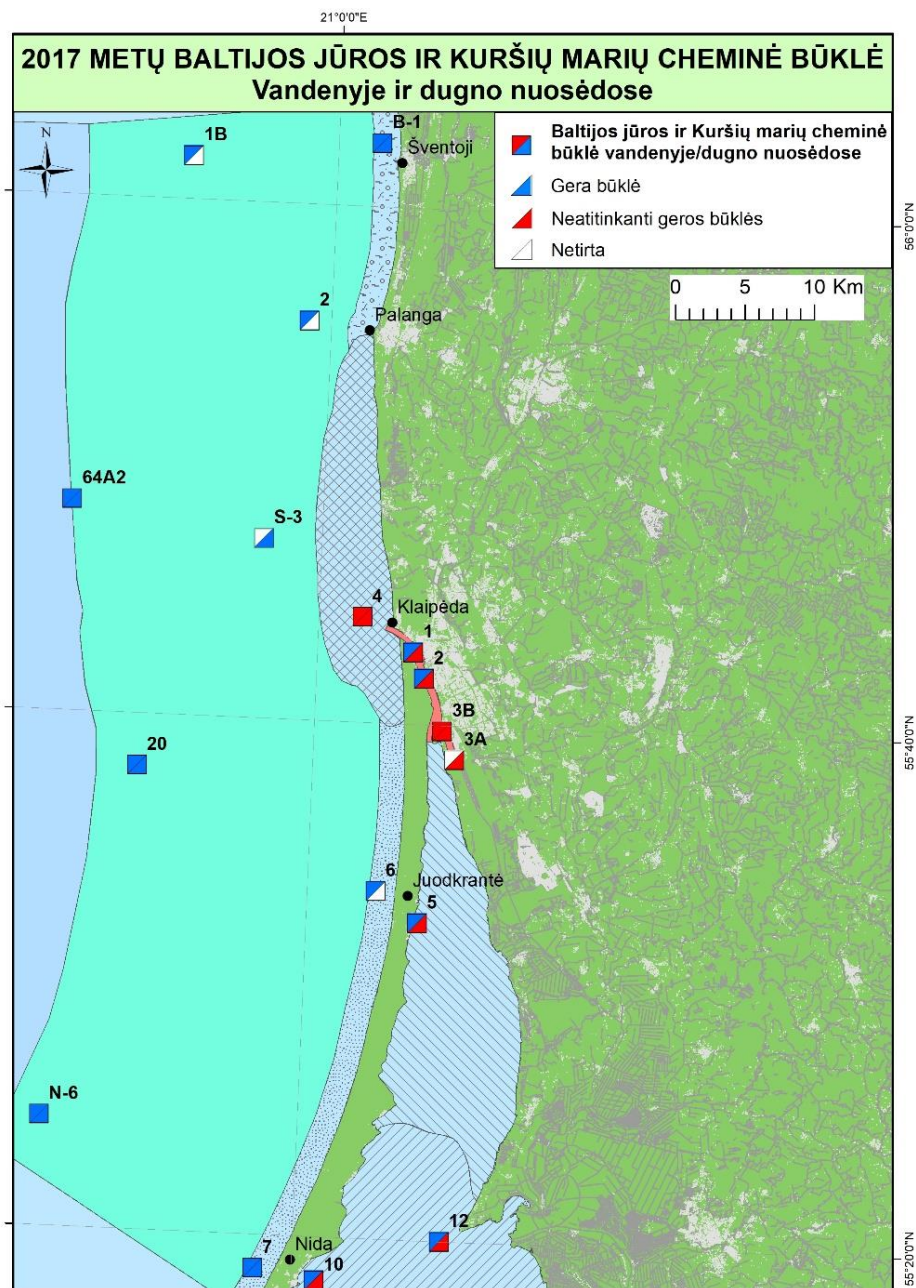 21°0'0"E
2017 METŲ BALTIJOS JŪROS IR KURŠIŲ MARIŲ CHEMINĖ BŪKLĖ
Vandenyje ir dugno nuosėdose
N
1B
B-1
Šventoji
Baltijos jūros ir Kuršių marių cheminė
būklė vandenyje/dugno nuosėdose
Gera būklė
Neatitinkanti geros būklės
Netirta
56°0'0"N
0 5 10 Km
2
Palanga
64A2
S-3
4
Klaipėda
1
2
3B
3A
55°40'0"N
20
6
Juodkrantė
5
N-6
12
7
Nida
10
55°20'0"N